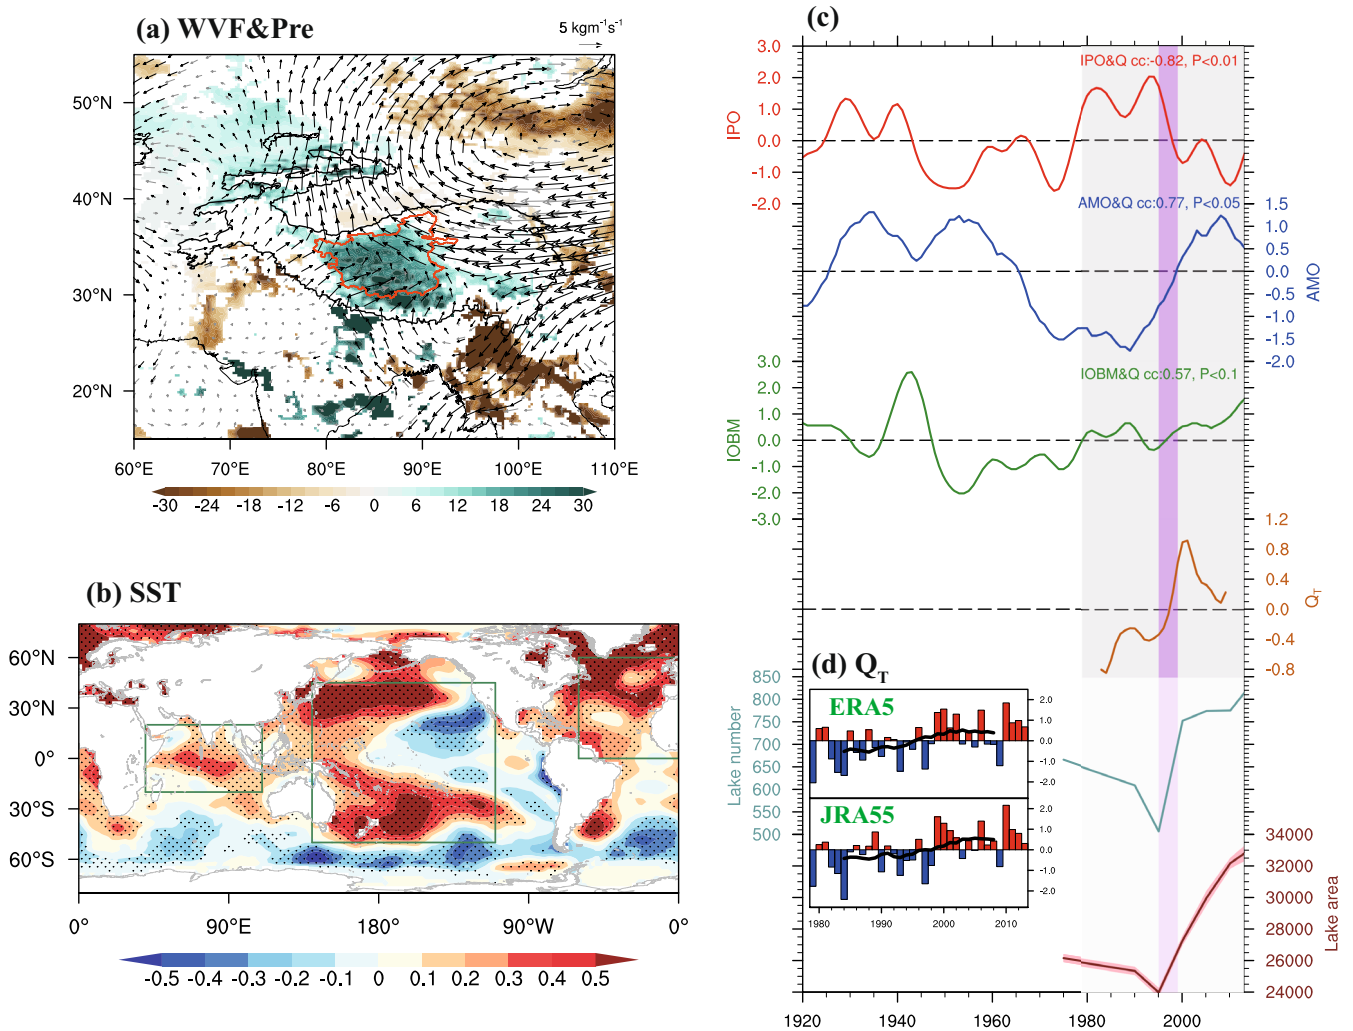 (a) WVF&Pre
5 kgm⁻¹s⁻¹
50°N
40°N
30°N
20°N
60°E 70°E 80°E 90°E 100°E 110°E
-30 -24 -18 -12 -6 0 6 12 18 24 30
(b) SST
60°N
30°N
0°
30°S
60°S
0° 90°E 180° 90°W 0°
-0.5 -0.4 -0.3 -0.2 -0.1 0 0.1 0.2 0.3 0.4 0.5
(c)
1920 1940 1960 1980 2000
IPO
3.0
2.0
1.0
0.0
-1.0
-2.0
IPO&Q cc:-0.82, P<0.01
AMO&Q cc:0.77, P<0.05
1.5
1.0
0.5
0.0
-0.5
-1.0
-1.5
-2.0
AMO
IOBM
3.0
2.0
1.0
0.0
-1.0
-2.0
-3.0
IOBM&Q cc:0.57, P<0.1
1.2
0.8
0.4
0.0
-0.4
-0.8
Q_T
Lake number
850
800
750
700
650
600
550
500
(d) Q_T
ERA5
2.0
1.0
0.0
-1.0
-2.0
JRA55
2.0
1.0
0.0
-1.0
-2.0
1980 1990 2000 2010
34000
32000
30000
28000
26000
24000
Lake area
1920 1940 1960 1980 2000